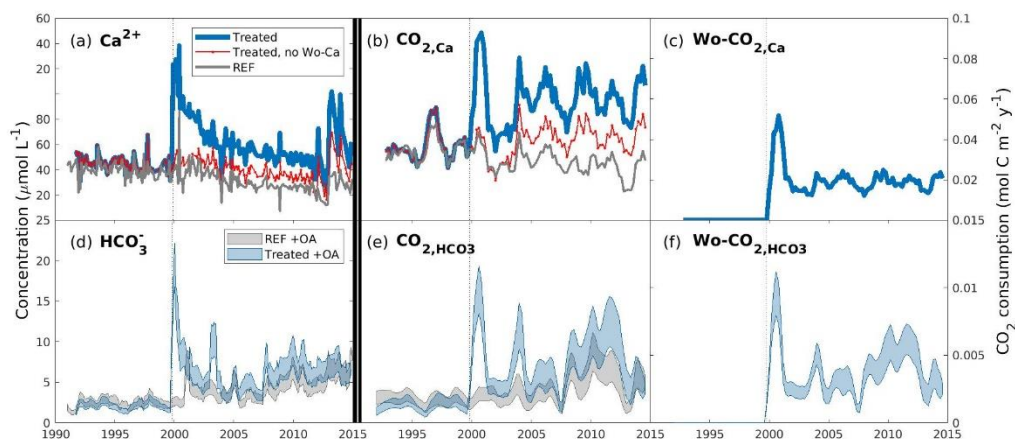 60
40
20
00
80
60
40
20
25
20
15
10
5
0
Concentration (μmol L⁻¹)
(a) Ca²⁺
Treated
Treated, no Wo-Ca
REF
(b) CO₂,Ca
(c) Wo-CO₂,Ca
0.1
0.08
0.06
0.04
0.02
0.015
0.01
0.005
0
CO₂ consumption (mol C m⁻² y⁻¹)
(d) HCO₃⁻
REF +OA
Treated +OA
(e) CO₂,HCO3
(f) Wo-CO₂,HCO3
1990 1995 2000 2005 2010 2015
1995 2000 2005 2010 2015
1995 2000 2005 2010 2015